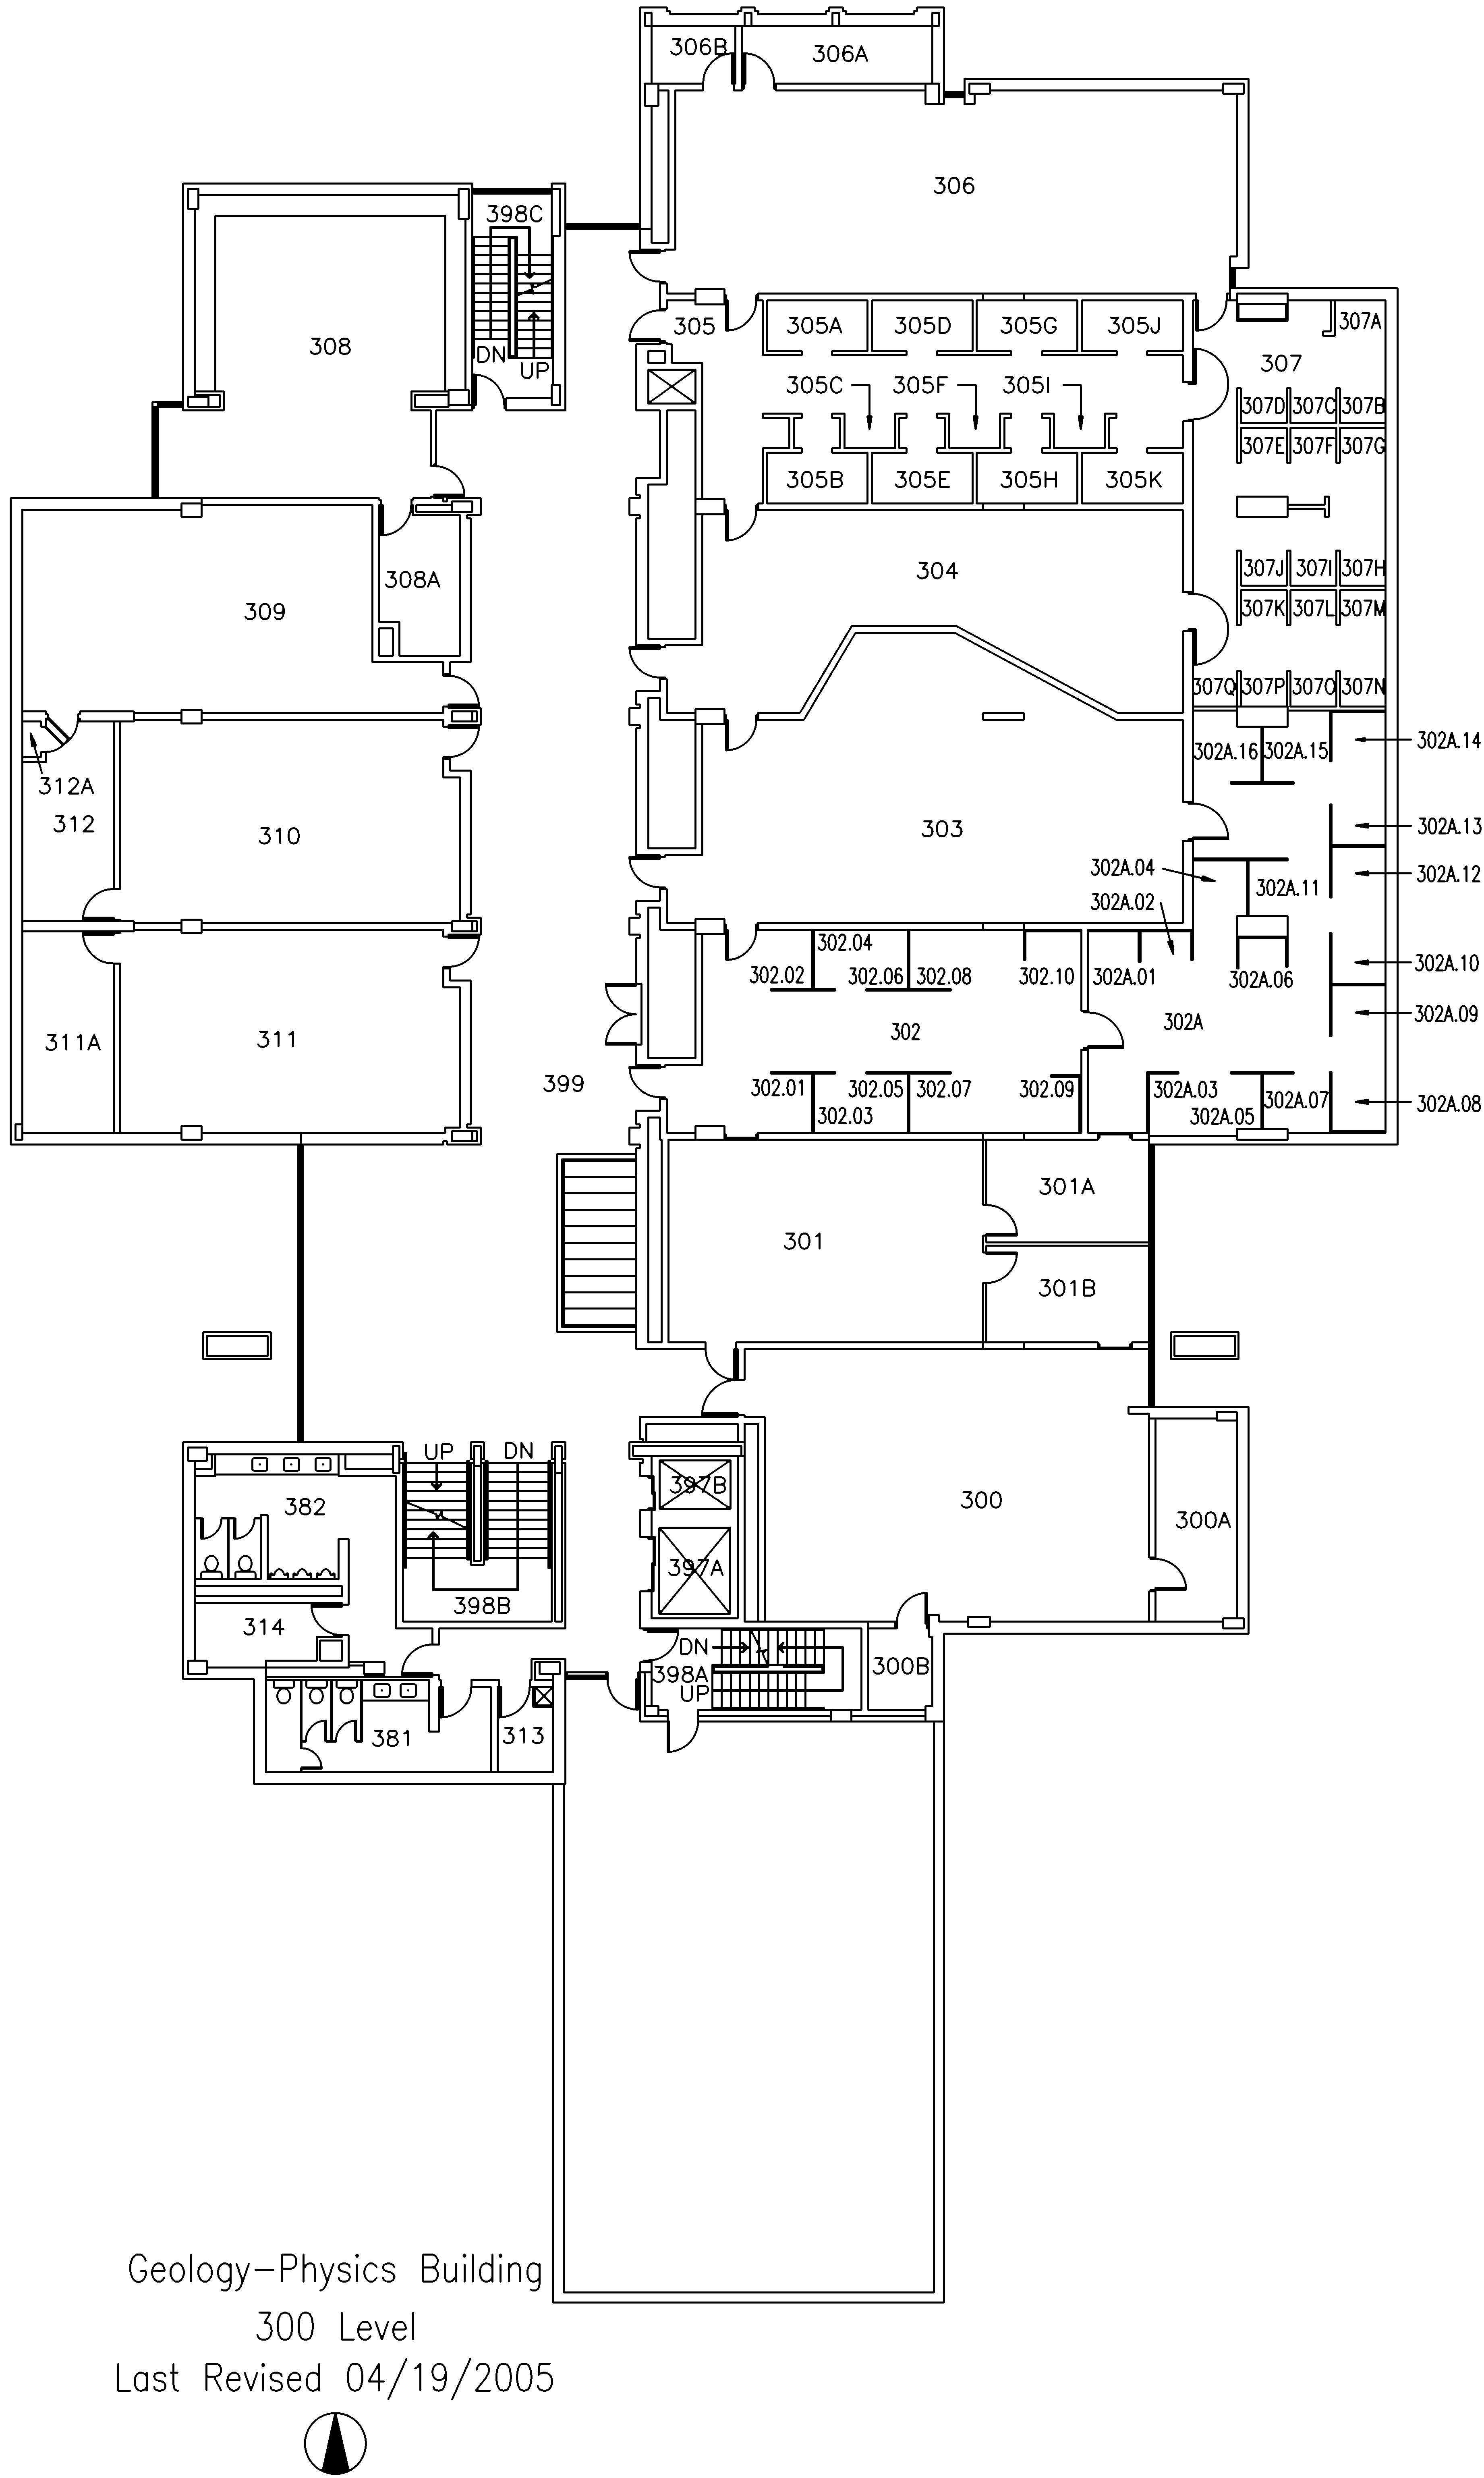 306B
306A
306
398C
DN
UP
308
305
305A
305D
305G
305J
307A
307
305C
305F
305I
307D
307C
307B
307E
307F
307G
305B
305E
305H
305K
304
308A
309
307J
307I
307H
307K
307L
307M
307Q
307P
307O
307N
302A.16
302A.15
302A.14
312A
312
310
303
302A.13
302A.04
302A.11
302A.12
302A.02
302.04
302.02
302.06
302.08
302.10
302A.01
302A.06
302A.10
302
302A
302A.09
311A
311
399
302.01
302.05
302.07
302.09
302A.03
302A.07
302A.08
302.03
302A.05
301A
301
301B
UP
DN
397B
382
300
300A
397A
398B
314
DN
398A
UP
300B
381
313
Geology-Physics Building
300 Level
Last Revised 04/19/2005